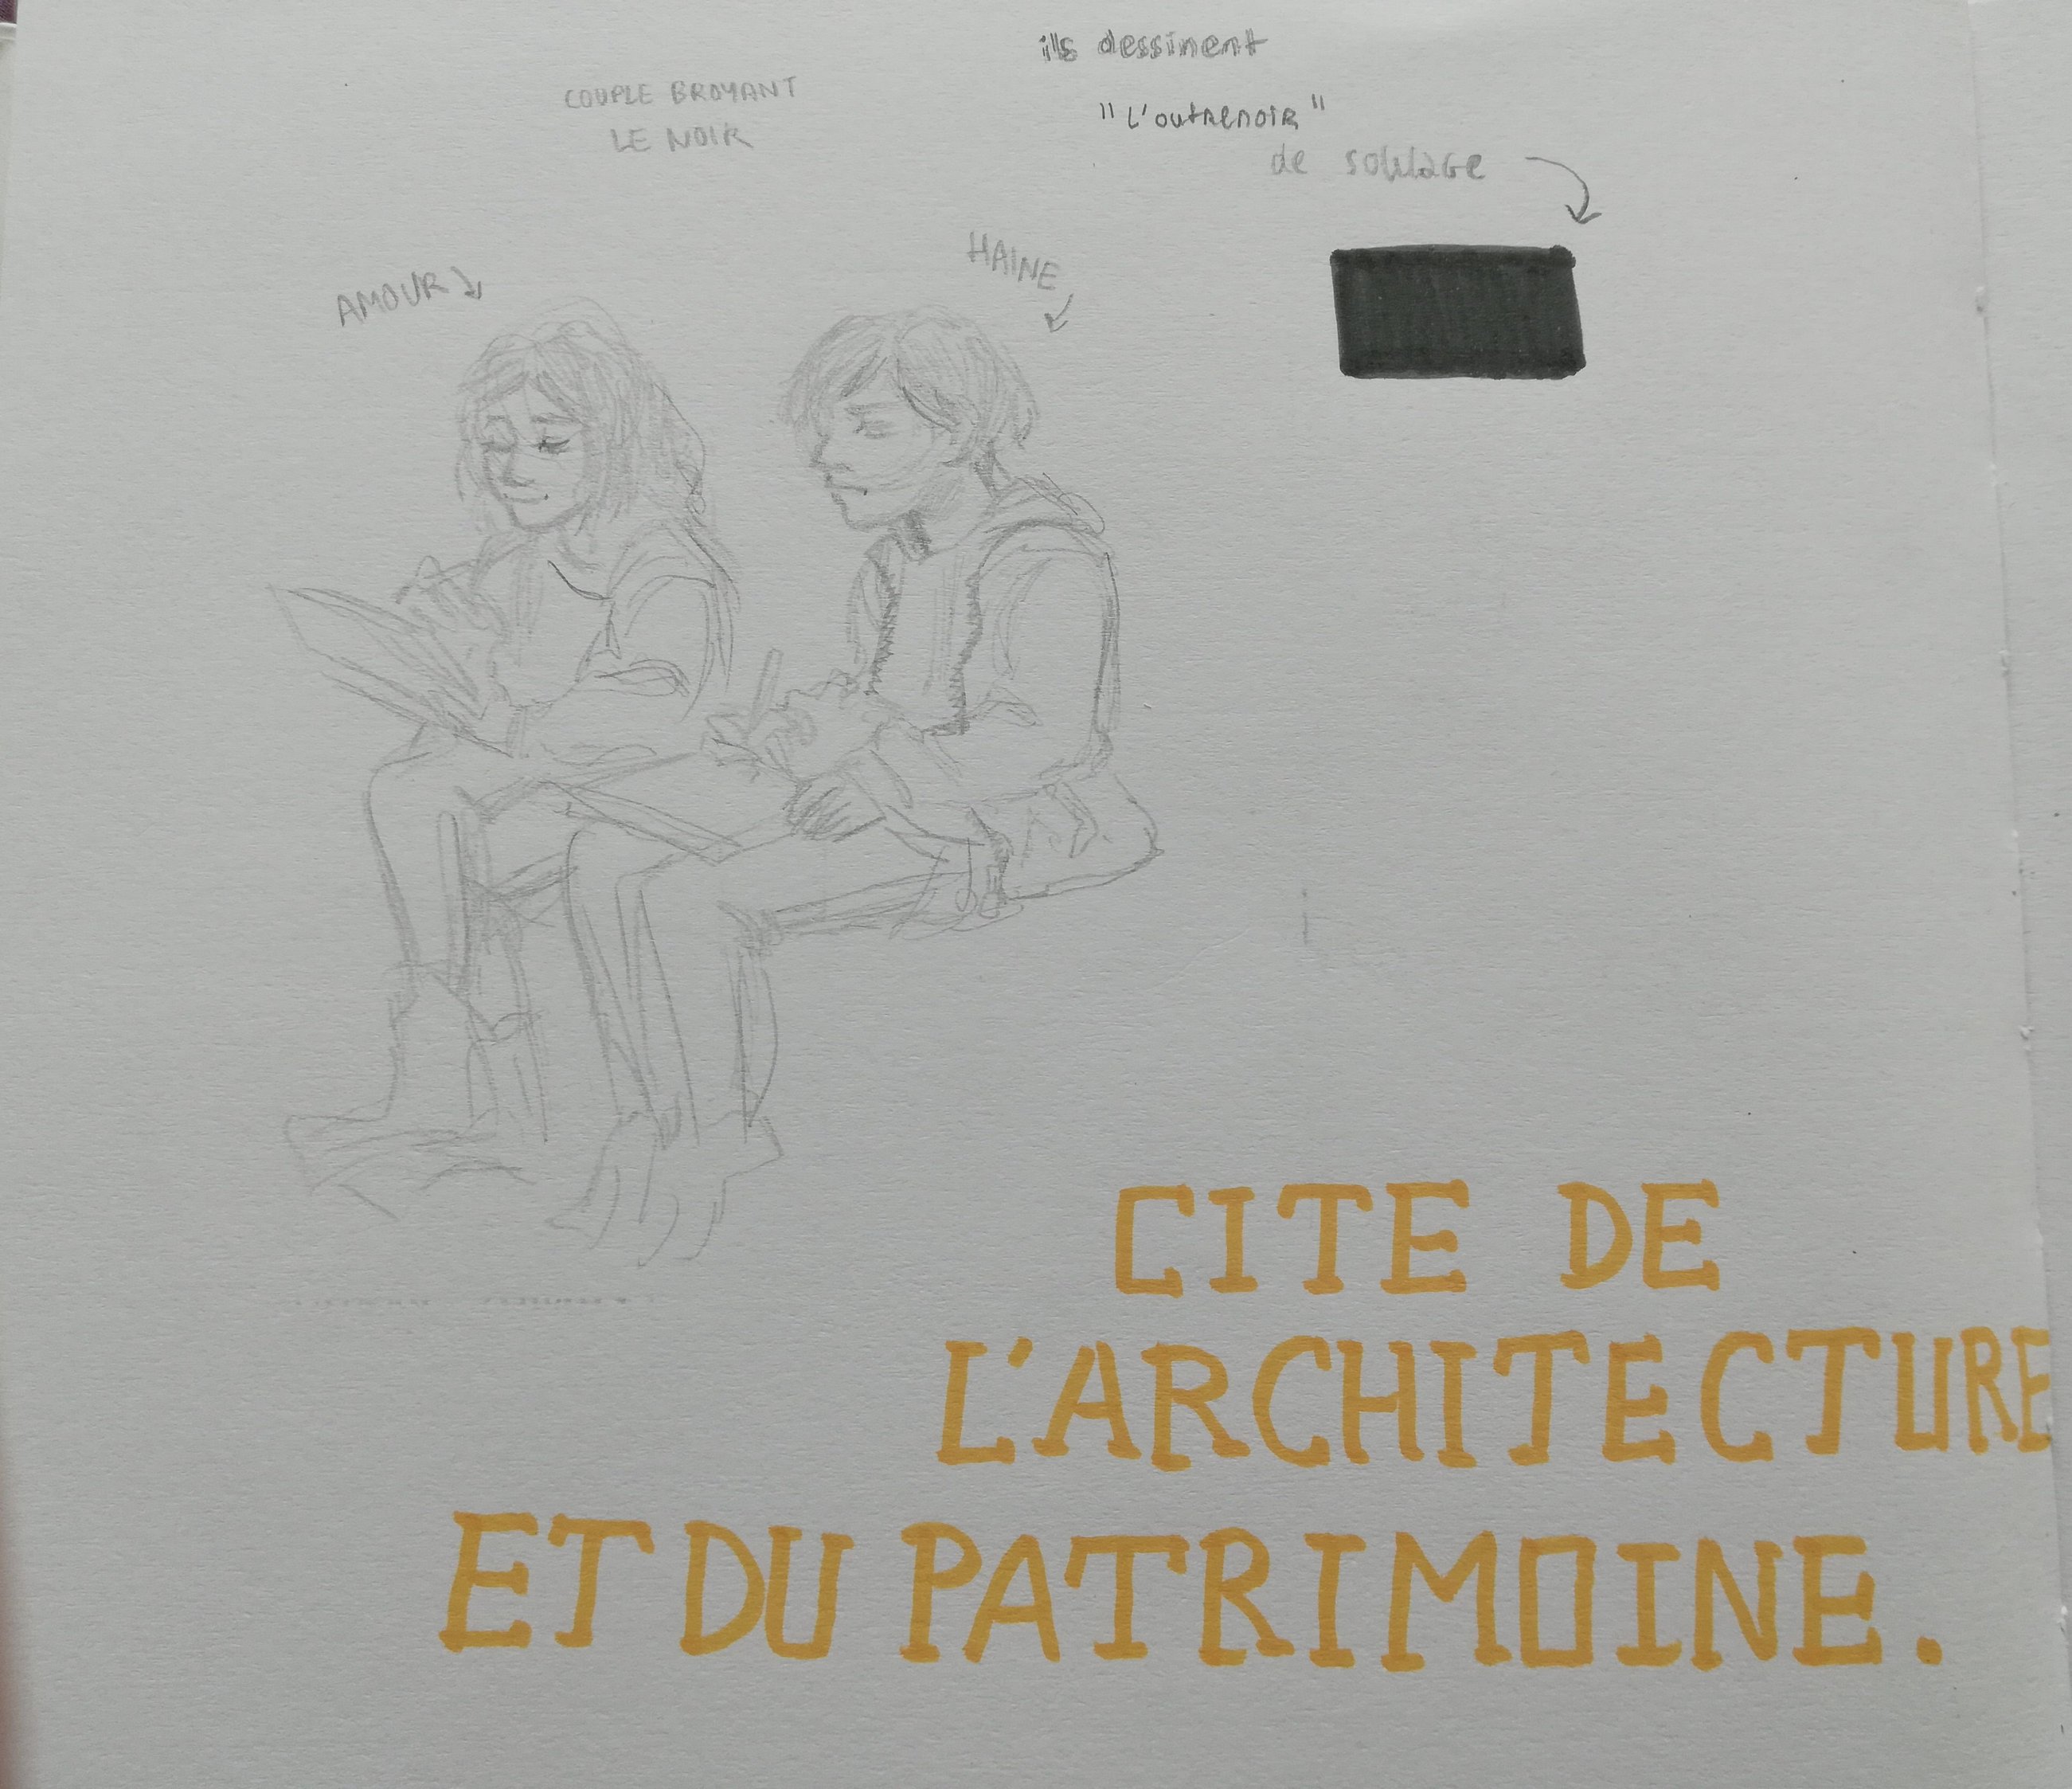 ils dessinent
COUPLE BROYANT
LE NOIR
"L'outrenoir"
de soulage
HAINE
AMOUR
CITE DE
L'ARCHITECTURE
ET DU PATRIMOINE.